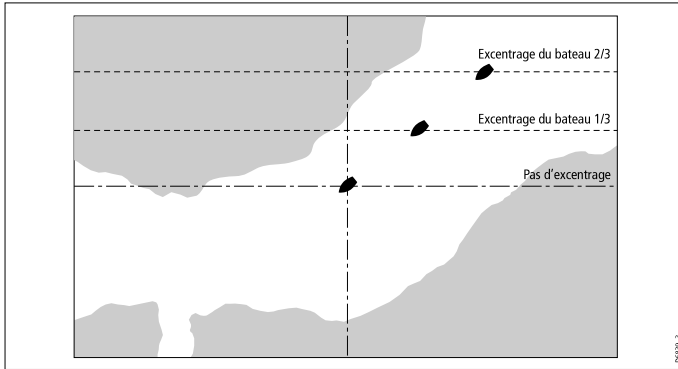 Excentrage du bateau 2/3
Excentrage du bateau 1/3
Pas d'excentrage